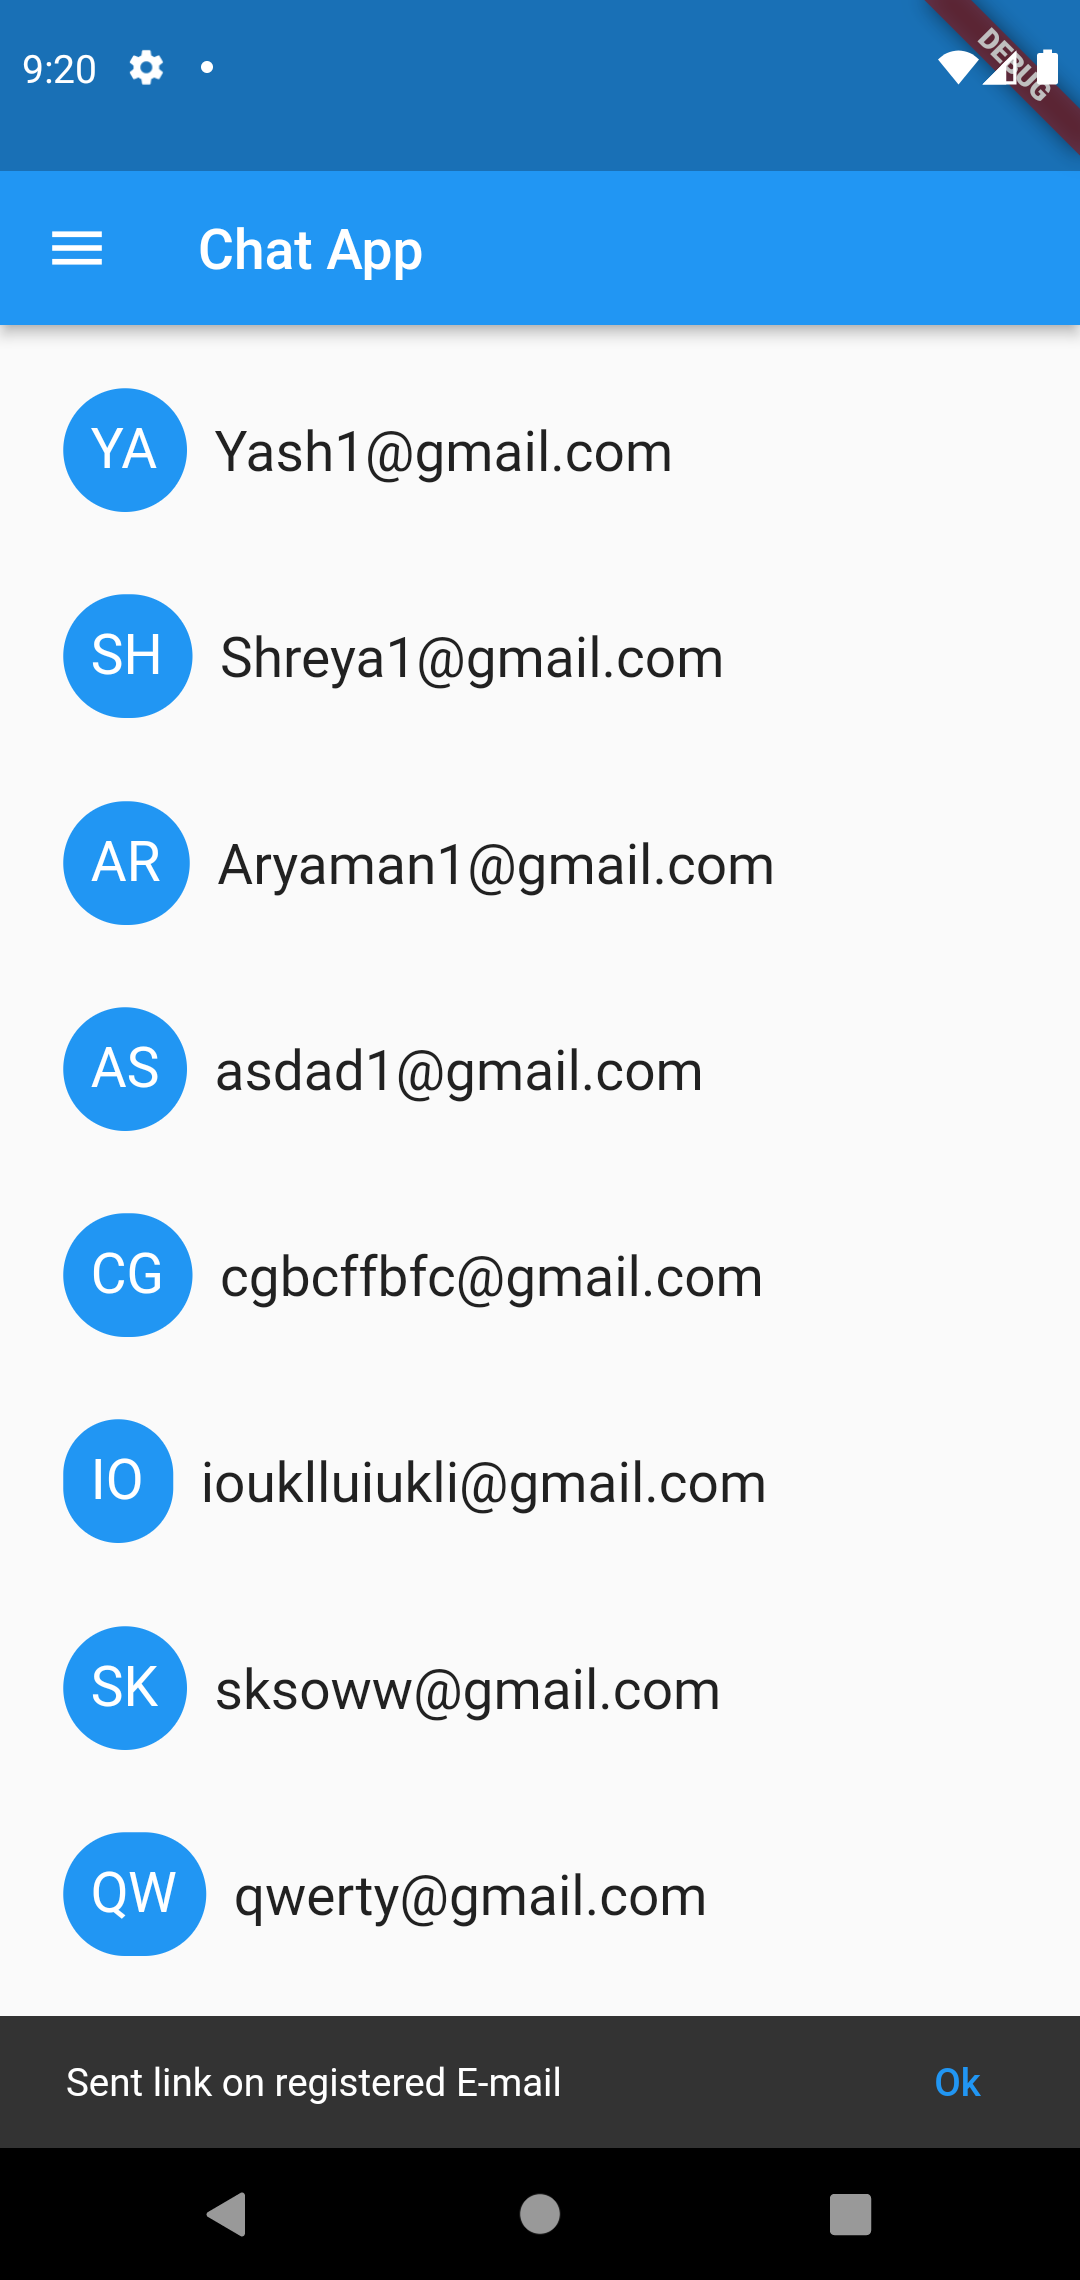 9:20
DEBUG
Chat App
YA Yash1@gmail.com
SH Shreya1@gmail.com
AR Aryaman1@gmail.com
AS asdad1@gmail.com
CG cgbcffbfc@gmail.com
IO iouklluiukli@gmail.com
SK sksoww@gmail.com
QW qwerty@gmail.com
Sent link on registered E-mail Ok